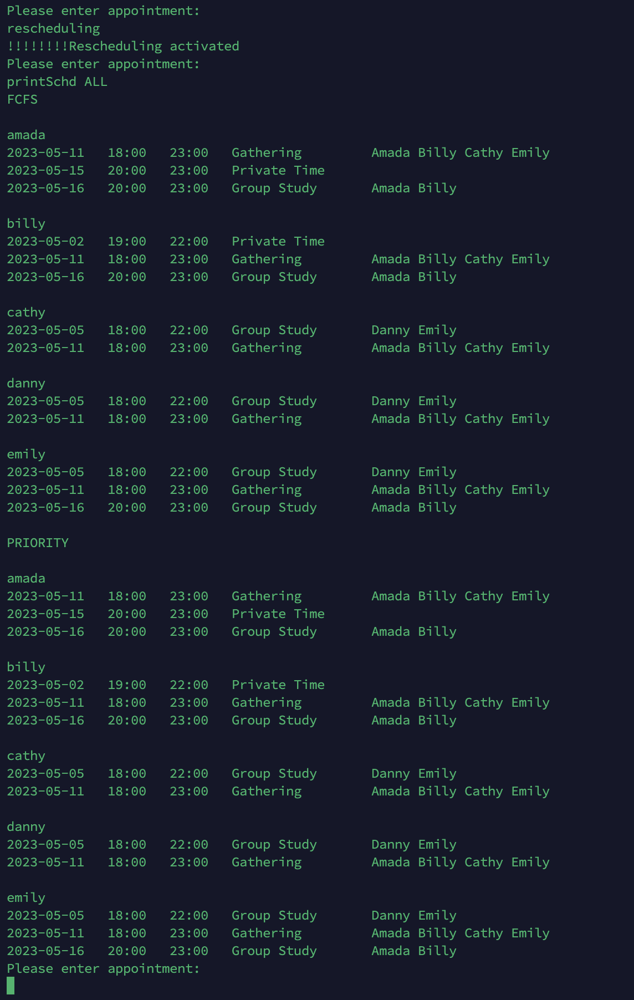 Please enter appointment:
rescheduling
!!!!!!!!Rescheduling activated
Please enter appointment:
printSchd ALL
FCFS

amada
2023-05-11   18:00   23:00   Gathering         Amada Billy Cathy Emily
2023-05-15   20:00   23:00   Private Time
2023-05-16   20:00   23:00   Group Study       Amada Billy

billy
2023-05-02   19:00   22:00   Private Time
2023-05-11   18:00   23:00   Gathering         Amada Billy Cathy Emily
2023-05-16   20:00   23:00   Group Study       Amada Billy

cathy
2023-05-05   18:00   22:00   Group Study       Danny Emily
2023-05-11   18:00   23:00   Gathering         Amada Billy Cathy Emily

danny
2023-05-05   18:00   22:00   Group Study       Danny Emily
2023-05-11   18:00   23:00   Gathering         Amada Billy Cathy Emily

emily
2023-05-05   18:00   22:00   Group Study       Danny Emily
2023-05-11   18:00   23:00   Gathering         Amada Billy Cathy Emily
2023-05-16   20:00   23:00   Group Study       Amada Billy

PRIORITY

amada
2023-05-11   18:00   23:00   Gathering         Amada Billy Cathy Emily
2023-05-15   20:00   23:00   Private Time
2023-05-16   20:00   23:00   Group Study       Amada Billy

billy
2023-05-02   19:00   22:00   Private Time
2023-05-11   18:00   23:00   Gathering         Amada Billy Cathy Emily
2023-05-16   20:00   23:00   Group Study       Amada Billy

cathy
2023-05-05   18:00   22:00   Group Study       Danny Emily
2023-05-11   18:00   23:00   Gathering         Amada Billy Cathy Emily

danny
2023-05-05   18:00   22:00   Group Study       Danny Emily
2023-05-11   18:00   23:00   Gathering         Amada Billy Cathy Emily

emily
2023-05-05   18:00   22:00   Group Study       Danny Emily
2023-05-11   18:00   23:00   Gathering         Amada Billy Cathy Emily
2023-05-16   20:00   23:00   Group Study       Amada Billy
Please enter appointment: